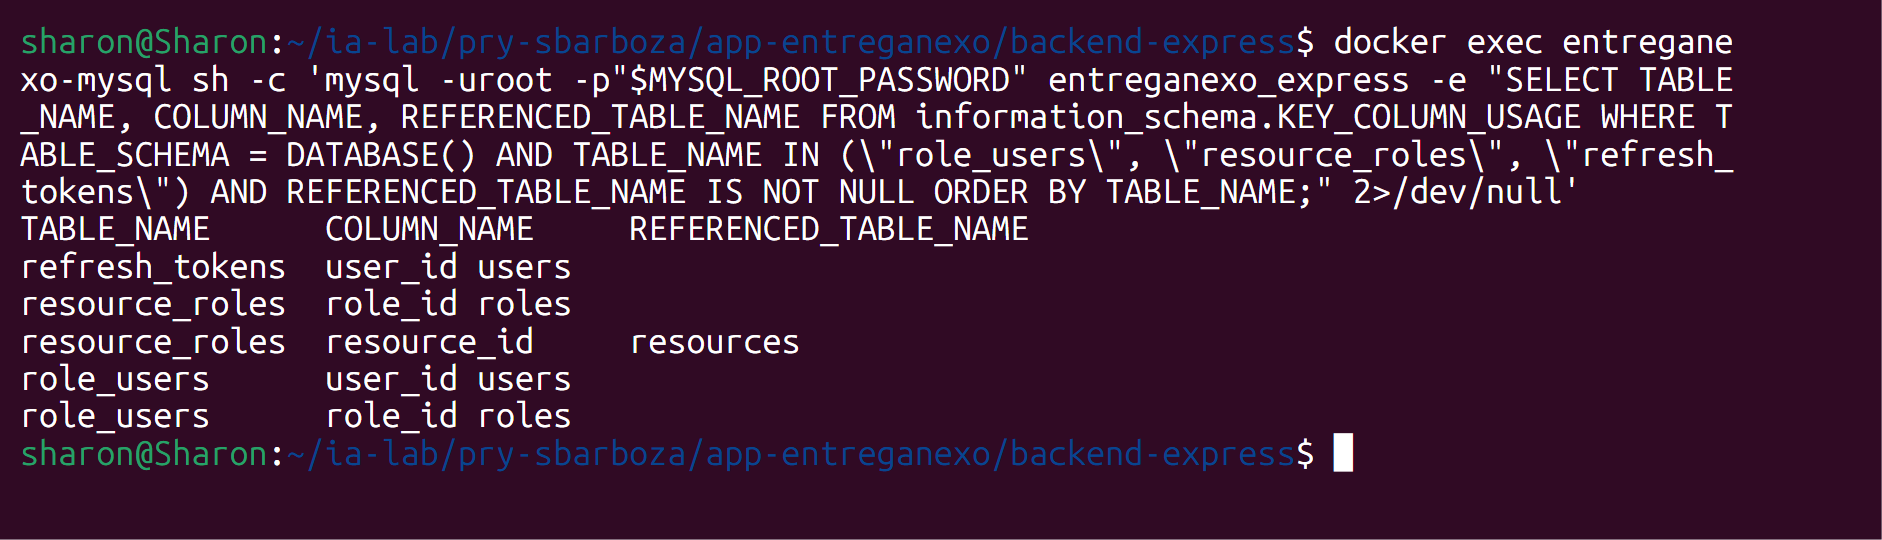 sharon@Sharon:~/ia-lab/pry-sbarboza/app-entreganexo/backend-express$ docker exec entregane
xo-mysql sh -c 'mysql -uroot -p"$MYSQL_ROOT_PASSWORD" entreganexo_express -e "SELECT TABLE
_NAME, COLUMN_NAME, REFERENCED_TABLE_NAME FROM information_schema.KEY_COLUMN_USAGE WHERE T
ABLE_SCHEMA = DATABASE() AND TABLE_NAME IN (\"role_users\", \"resource_roles\", \"refresh_
tokens\") AND REFERENCED_TABLE_NAME IS NOT NULL ORDER BY TABLE_NAME;" 2>/dev/null'
TABLE_NAME      COLUMN_NAME     REFERENCED_TABLE_NAME
refresh_tokens  user_id users
resource_roles  role_id roles
resource_roles  resource_id     resources
role_users      user_id users
role_users      role_id roles
sharon@Sharon:~/ia-lab/pry-sbarboza/app-entreganexo/backend-express$